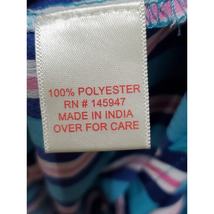 100% POLYESTER
RN # 145947
MADE IN INDIA
OVER FOR CARE